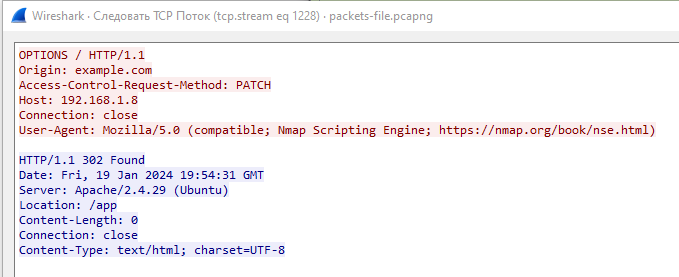 Wireshark · Следовать TCP Поток (tcp.stream eq 1228) · packets-file.pcapng
OPTIONS / HTTP/1.1
Origin: example.com
Access-Control-Request-Method: PATCH
Host: 192.168.1.8
Connection: close
User-Agent: Mozilla/5.0 (compatible; Nmap Scripting Engine; https://nmap.org/book/nse.html)
HTTP/1.1 302 Found
Date: Fri, 19 Jan 2024 19:54:31 GMT
Server: Apache/2.4.29 (Ubuntu)
Location: /app
Content-Length: 0
Connection: close
Content-Type: text/html; charset=UTF-8